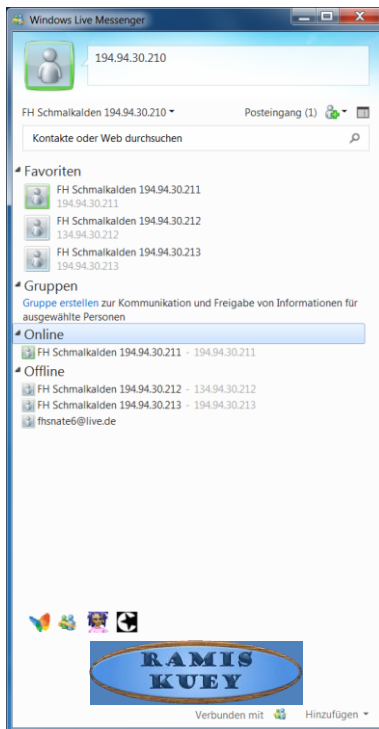 Windows Live Messenger
194.94.30.210
FH Schmalkalden 194.94.30.210
Posteingang (1)
Kontakte oder Web durchsuchen
Favoriten
FH Schmalkalden 194.94.30.211
194.94.30.211
FH Schmalkalden 194.94.30.212
134.94.30.212
FH Schmalkalden 194.94.30.213
194.94.30.213
Gruppen
Gruppe erstellen zur Kommunikation und Freigabe von Informationen für
ausgewählte Personen
Online
FH Schmalkalden 194.94.30.211 - 194.94.30.211
Offline
FH Schmalkalden 194.94.30.212 - 134.94.30.212
FH Schmalkalden 194.94.30.213 - 194.94.30.213
fhsnate6@live.de
RAMIS
KUEY
Verbunden mit
Hinzufügen